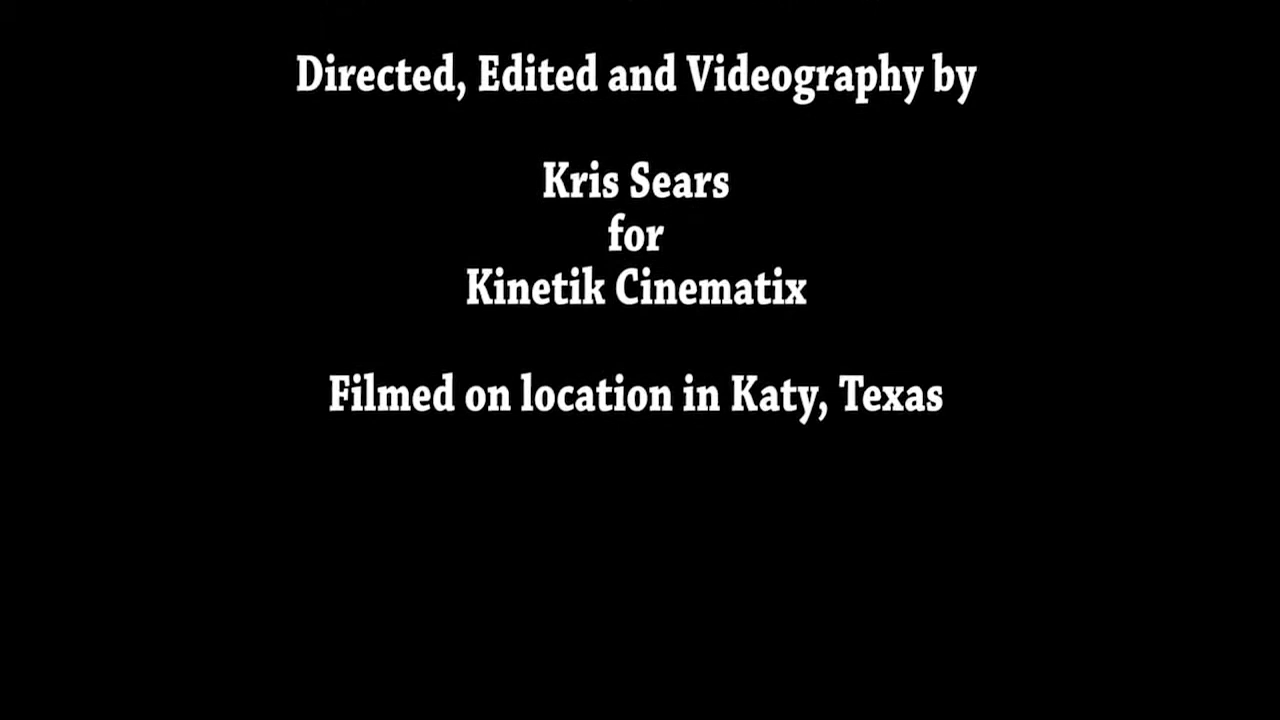 Directed, Edited and Videography by
Kris Sears
for
Kinetik Cinematix
Filmed on location in Katy, Texas